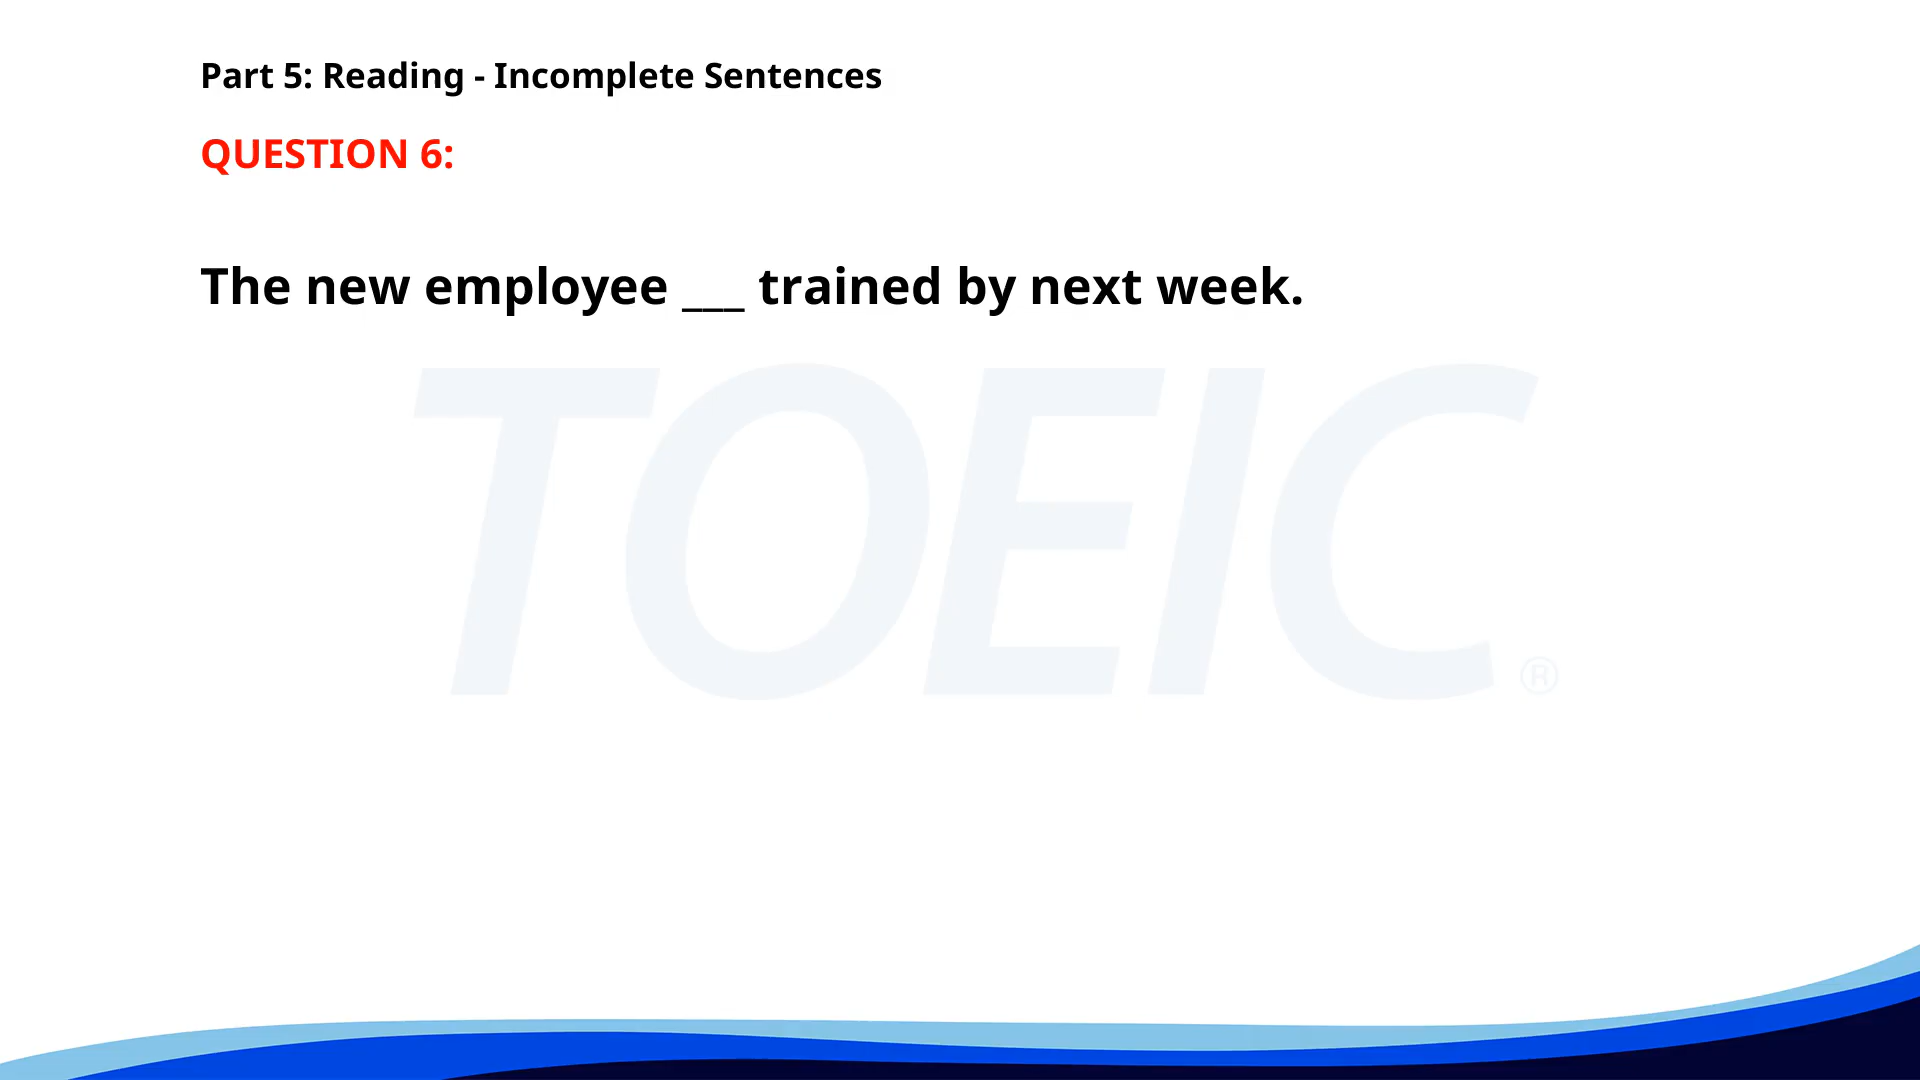 Part 5: Reading - Incomplete Sentences
QUESTION 6:
The new employee ___ trained by next week.
TOEIC®